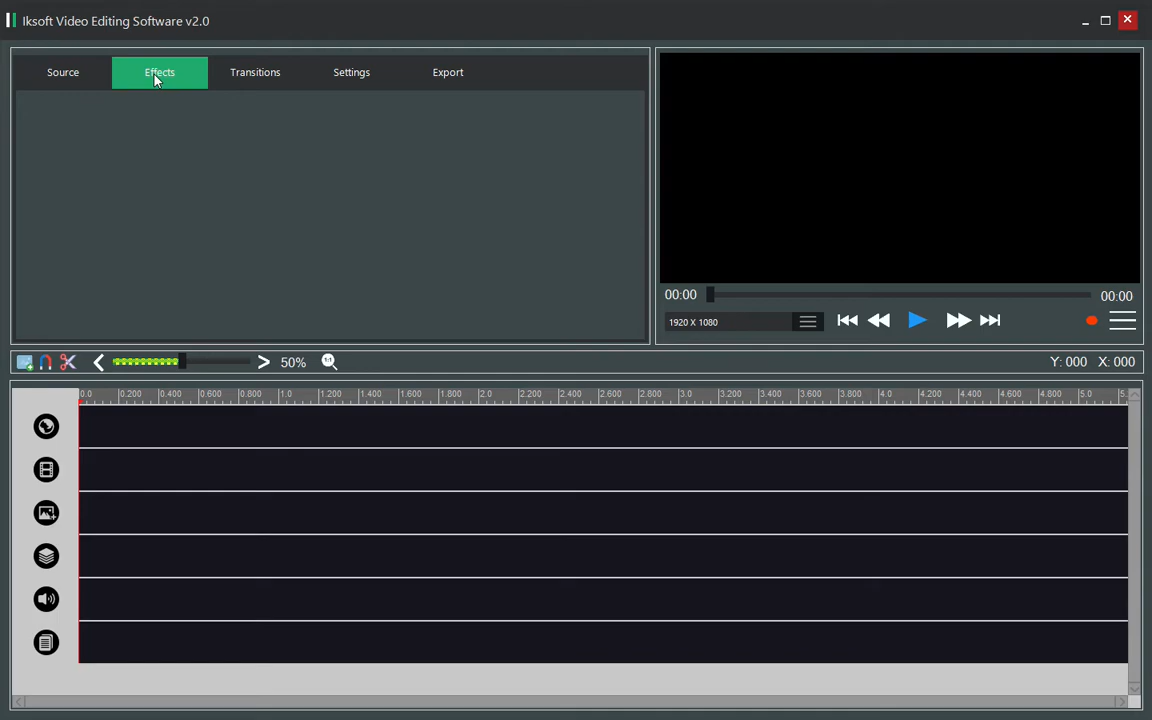 Iksoft Video Editing Software v2.0
Source Effects Transitions Settings Export
00:00 00:00
1920 X 1080
50% 1:1 Y: 000 X: 000
0.0 0.200 0.400 0.600 0.800 1.0 1.200 1.400 1.600 1.800 2.0 2.200 2.400 2.600 2.800 3.0 3.200 3.400 3.600 3.800 4.0 4.200 4.400 4.600 4.800 5.0 5.